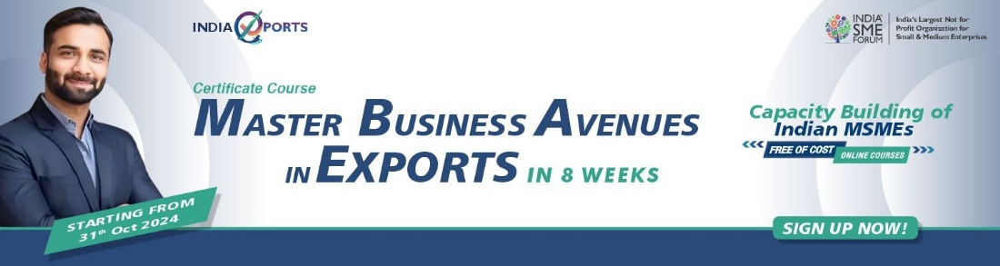 INDIA XPORTS
INDIA
SME
FORUM
India's Largest Not for
Profit Organisation for
Small & Medium Enterprises
Certificate Course
MASTER BUSINESS AVENUES
IN EXPORTS IN 8 WEEKS
Capacity Building of
Indian MSMEs
FREE OF COST ONLINE COURSES
STARTING FROM
31st Oct 2024
SIGN UP NOW!